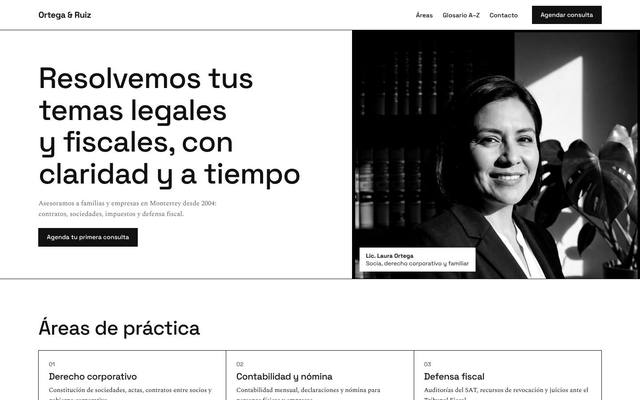 Ortega & Ruiz
Áreas
Glosario A–Z
Contacto
Agendar consulta
Resolvemos tus
temas legales
y fiscales, con
claridad y a tiempo
Asesoramos a familias y empresas en Monterrey desde 2004:
contratos, sociedades, impuestos y defensa fiscal.
Agenda tu primera consulta
Lic. Laura Ortega
Socia, derecho corporativo y familiar
Áreas de práctica
01
Derecho corporativo
Constitución de sociedades, actas, contratos entre socios y
02
Contabilidad y nómina
Contabilidad mensual, declaraciones y nómina para
03
Defensa fiscal
Auditorías del SAT, recursos de revocación y juicios ante el